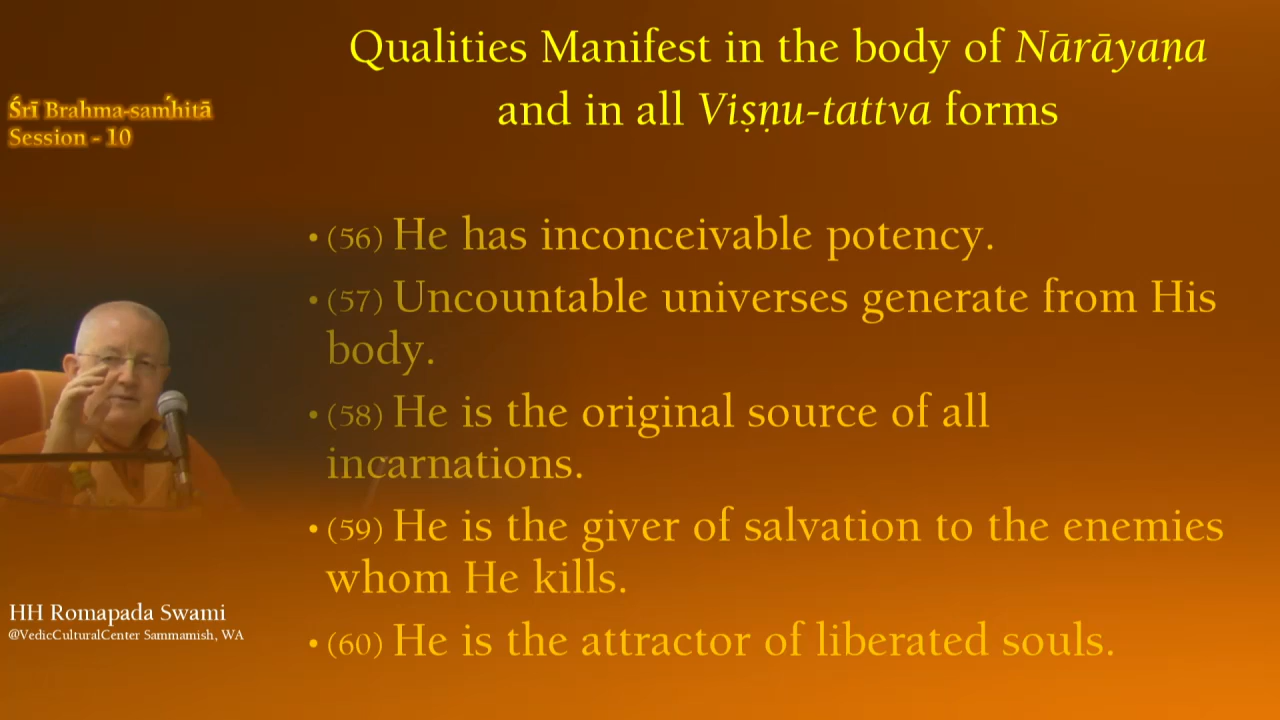 Qualities Manifest in the body of Nārāyaṇa
and in all Viṣṇu-tattva forms
Śrī Brahma-saṁhitā
Session - 10
• (56) He has inconceivable potency.
• (57) Uncountable universes generate from His
body.
• (58) He is the original source of all
incarnations.
• (59) He is the giver of salvation to the enemies
whom He kills.
• (60) He is the attractor of liberated souls.
HH Romapada Swami
@VedicCulturalCenter Sammamish, WA